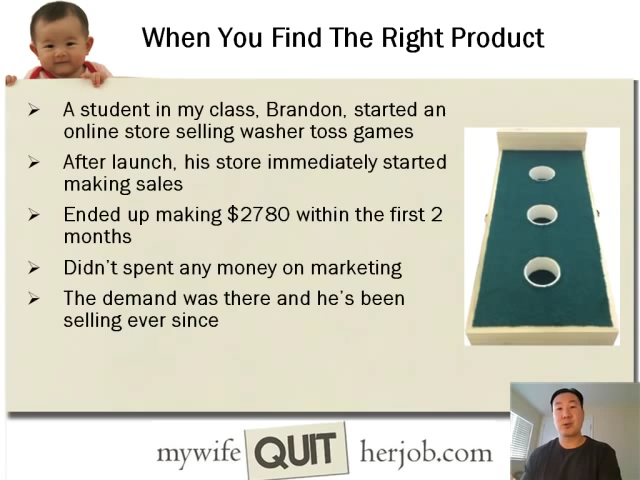 When You Find The Right Product
A student in my class, Brandon, started an
online store selling washer toss games
After launch, his store immediately started
making sales
Ended up making $2780 within the first 2
months
Didn't spent any money on marketing
The demand was there and he's been
selling ever since
mywife QUIT herjob.com